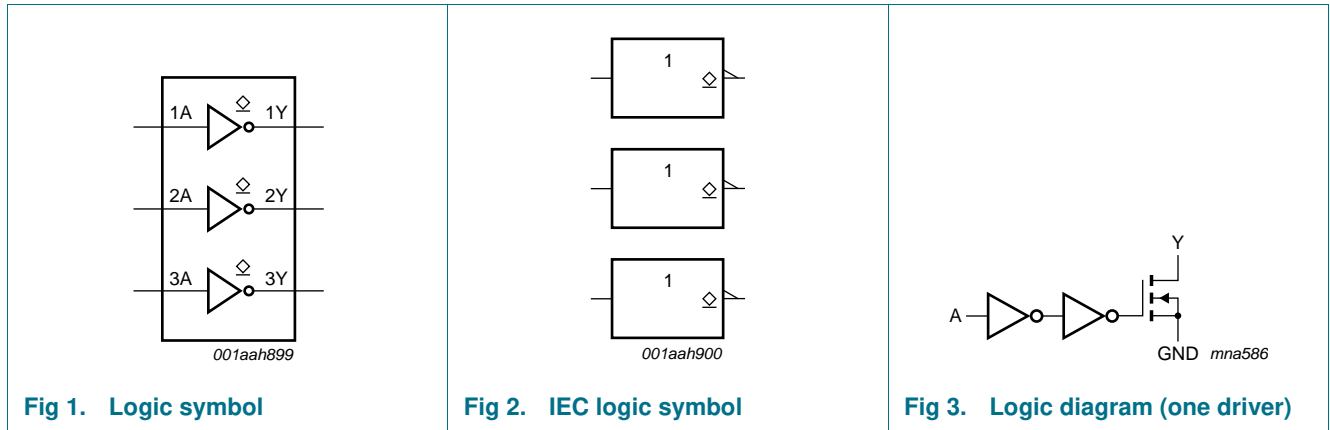 1A 1Y
2A 2Y
3A 3Y
001aah899
Fig 1. Logic symbol
1
1
1
001aah900
Fig 2. IEC logic symbol
Y
A
GND mna586
Fig 3. Logic diagram (one driver)